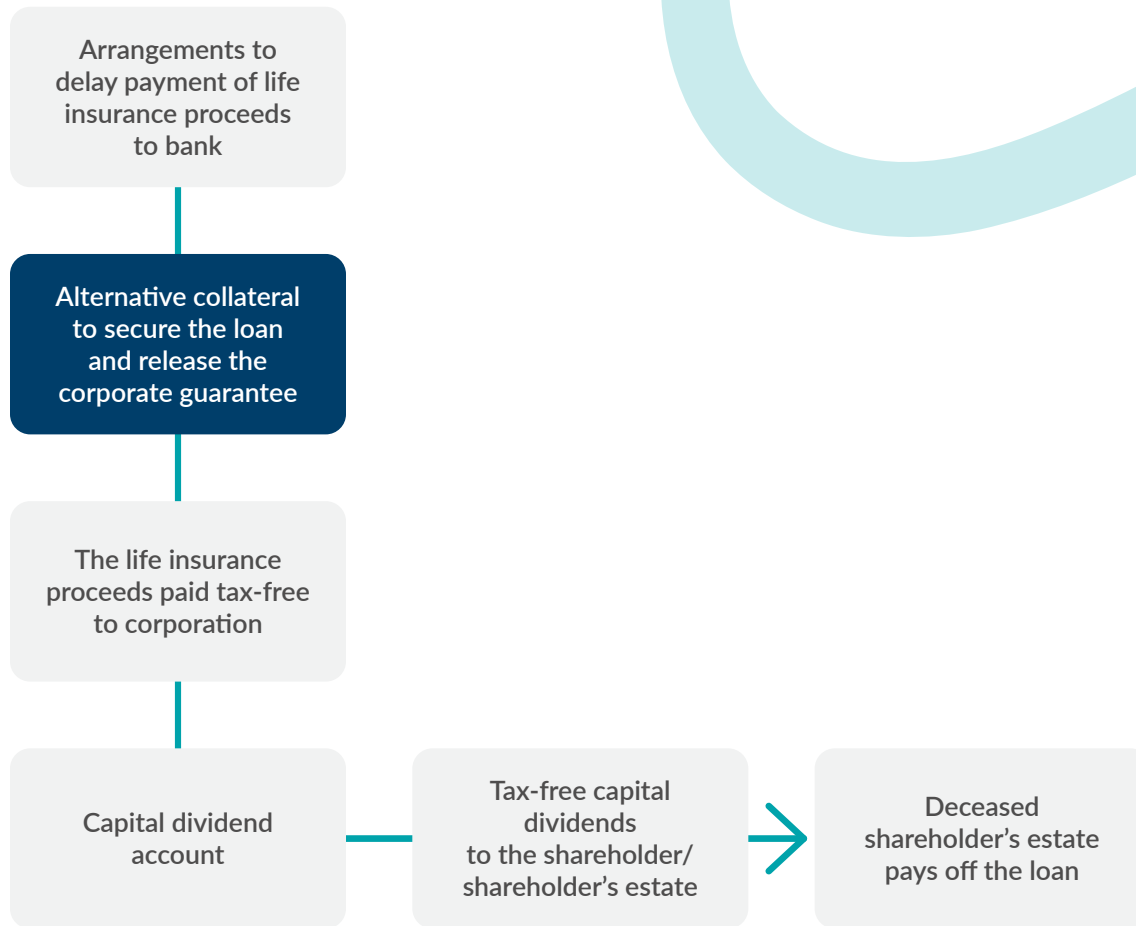 Arrangements to
delay payment of life
insurance proceeds
to bank
Alternative collateral
to secure the loan
and release the
corporate guarantee
The life insurance
proceeds paid tax-free
to corporation
Capital dividend
account
Tax-free capital
dividends
to the shareholder/
shareholder’s estate
Deceased
shareholder’s estate
pays off the loan